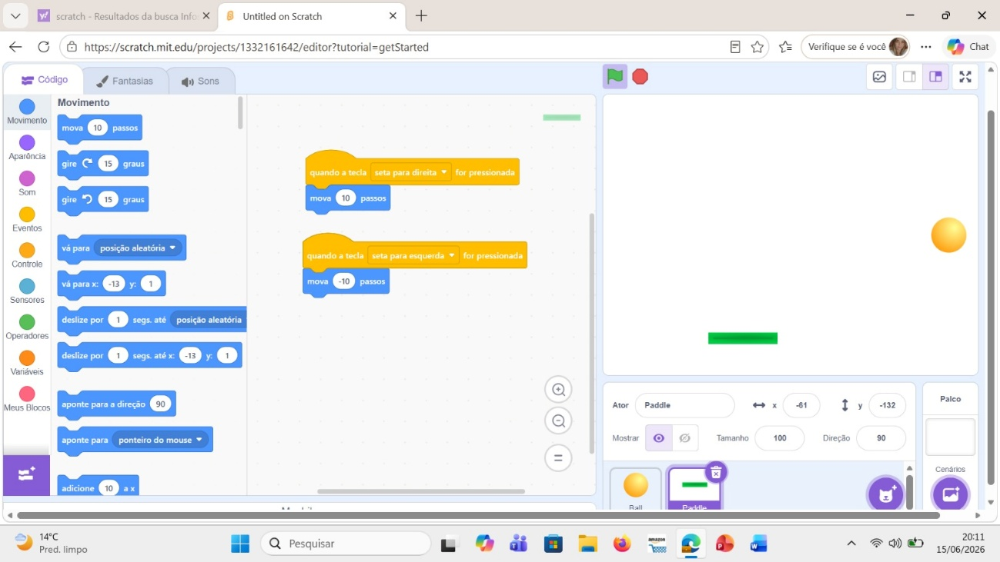 scratch - Resultados da busca Info
Untitled on Scratch
https://scratch.mit.edu/projects/1332161642/editor?tutorial=getStarted
Verifique se é você
Chat
Código
Fantasias
Sons
Movimento
Aparência
Som
Eventos
Controle
Sensores
Operadores
Variáveis
Meus Blocos
Movimento
mova 10 passos
gire 15 graus
gire 15 graus
vá para posição aleatória
vá para x: -13 y: 1
deslize por 1 segs. até posição aleatória
deslize por 1 segs. até x: -13 y: 1
aponte para a direção 90
aponte para ponteiro do mouse
adicione 10 a x
quando a tecla seta para direita for pressionada
mova 10 passos
quando a tecla seta para esquerda for pressionada
mova -10 passos
Ator Paddle x -61 y -132
Mostrar Tamanho 100 Direção 90
Ball
Paddle
Palco
Cenários
14°C
Pred. limpo
Pesquisar
amazon
20:11
15/06/2026